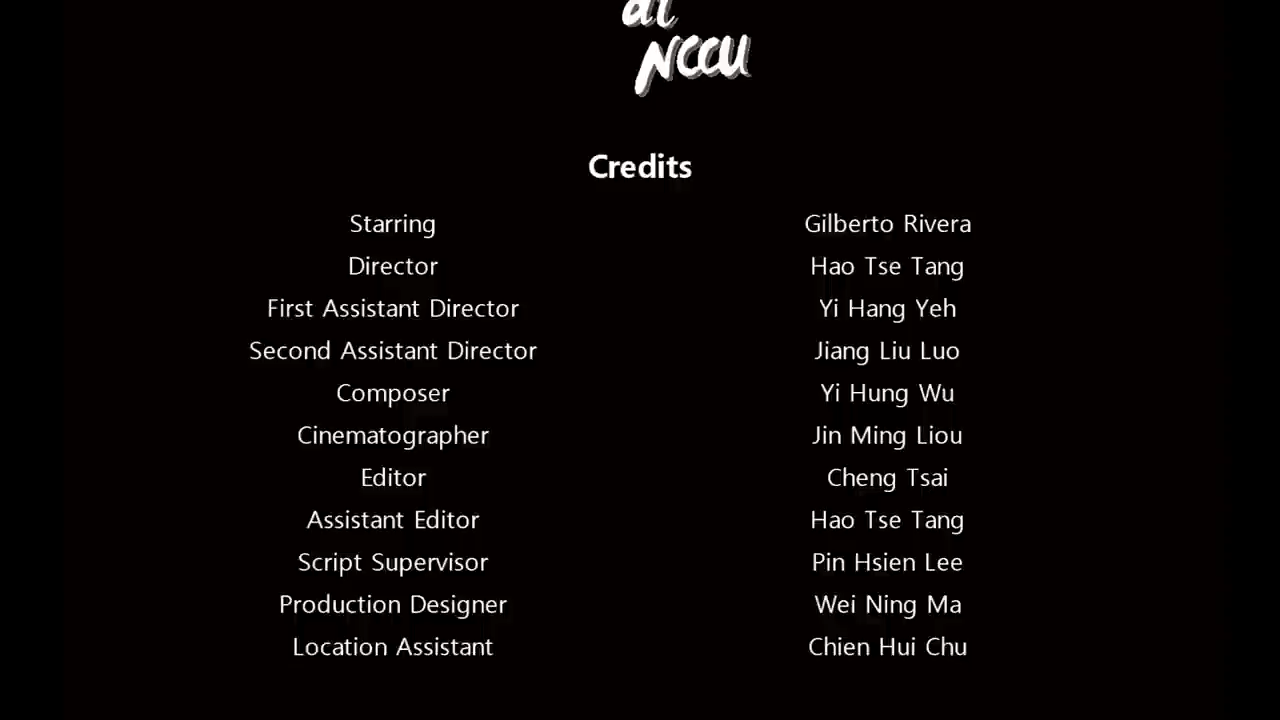 at
NCCU
Credits
Starring Gilberto Rivera
Director Hao Tse Tang
First Assistant Director Yi Hang Yeh
Second Assistant Director Jiang Liu Luo
Composer Yi Hung Wu
Cinematographer Jin Ming Liou
Editor Cheng Tsai
Assistant Editor Hao Tse Tang
Script Supervisor Pin Hsien Lee
Production Designer Wei Ning Ma
Location Assistant Chien Hui Chu